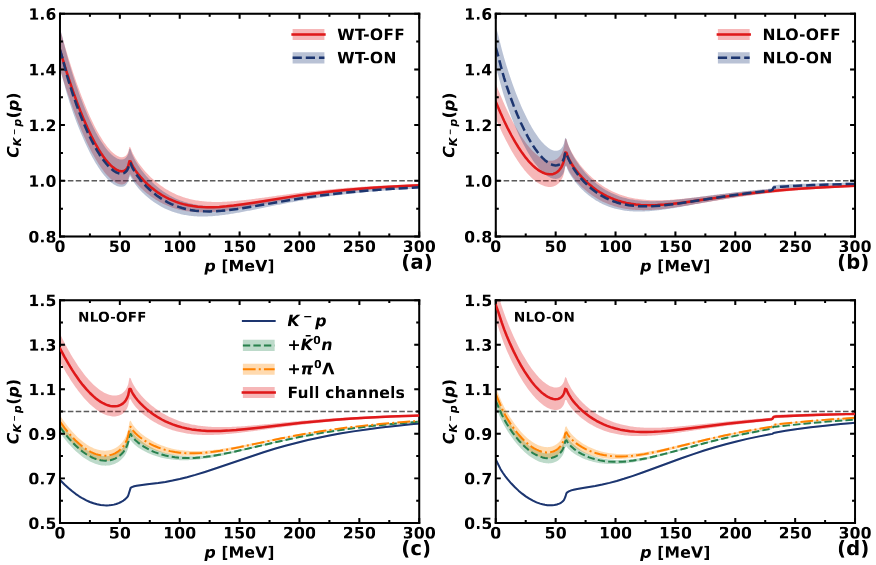 1.6
1.4
1.2
1.0
0.8
C_{K^-p}(p)
WT-OFF
WT-ON
0 50 100 150 200 250 300
p [MeV]
(a)
1.6
1.4
1.2
1.0
0.8
C_{K^-p}(p)
NLO-OFF
NLO-ON
0 50 100 150 200 250 300
p [MeV]
(b)
1.5
1.3
1.1
0.9
0.7
0.5
C_{K^-p}(p)
NLO-OFF
K^-p
+K̄^0n
+π^0Λ
Full channels
0 50 100 150 200 250 300
p [MeV]
(c)
1.5
1.3
1.1
0.9
0.7
0.5
C_{K^-p}(p)
NLO-ON
0 50 100 150 200 250 300
p [MeV]
(d)